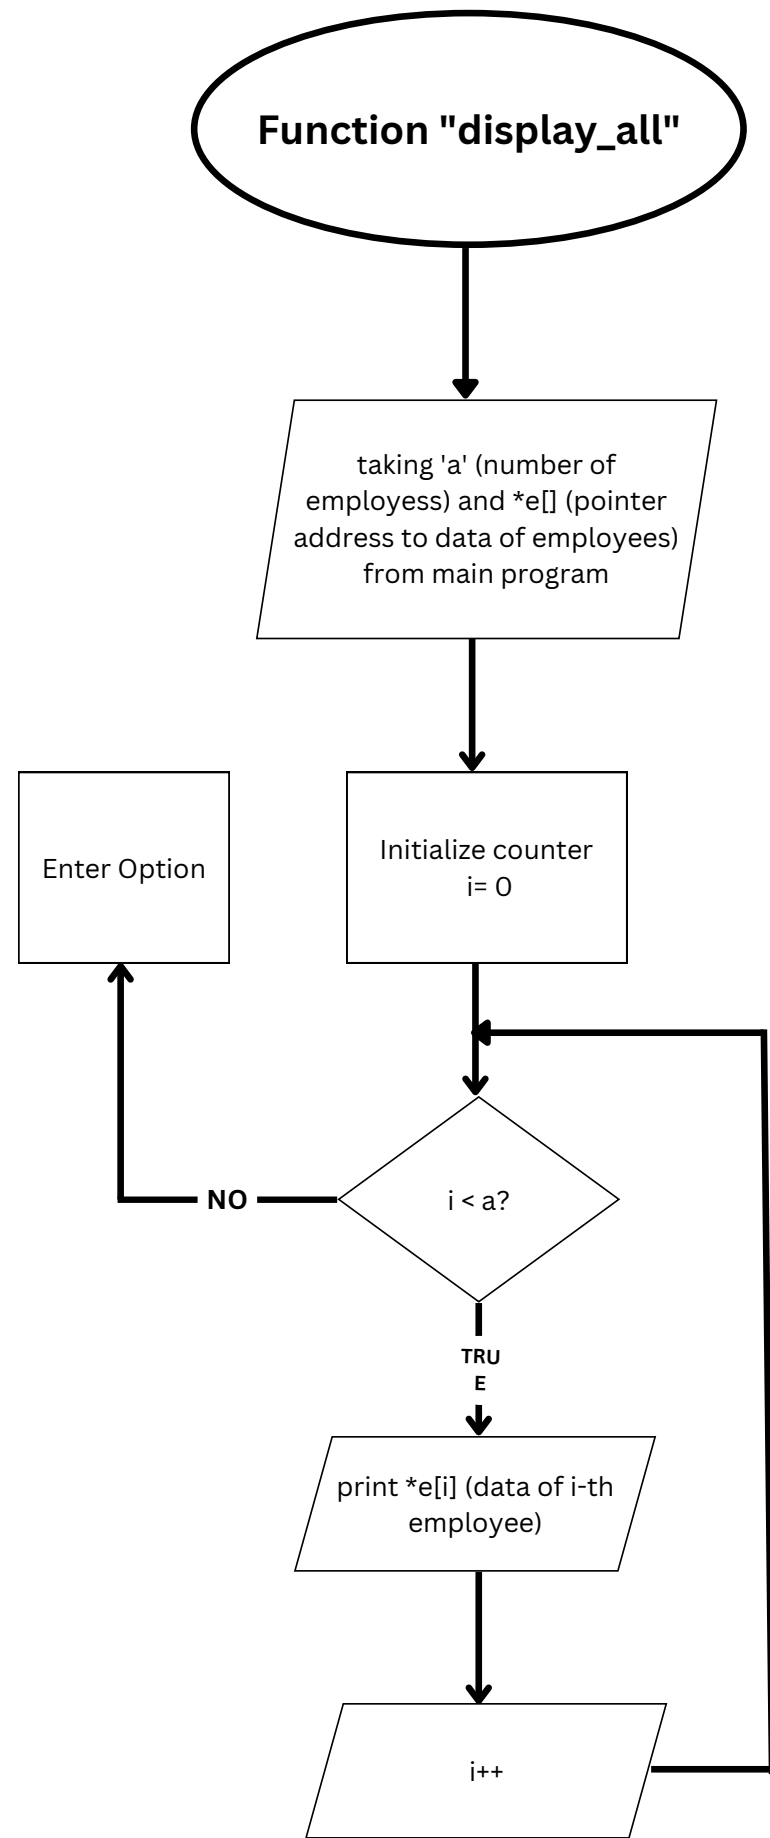 Function "display_all"
taking 'a' (number of
employess) and *e[] (pointer
address to data of employees)
from main program
Enter Option
Initialize counter
i= 0
i < a?
NO
TRU
E
print *e[i] (data of i-th
employee)
i++